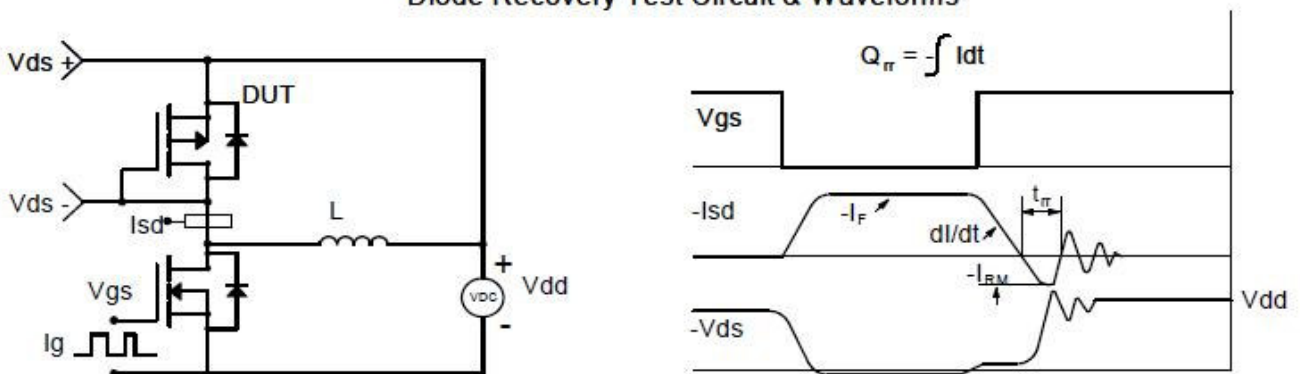 Diode Recovery Test Circuit & Waveforms
Vds +
DUT
Vds -
Isd
L
Vgs
Ig
+
VDC
-
Vdd
Qrr = -∫ Idt
Vgs
-Isd
-IF
dI/dt
trr
-IRM
-Vds
Vdd